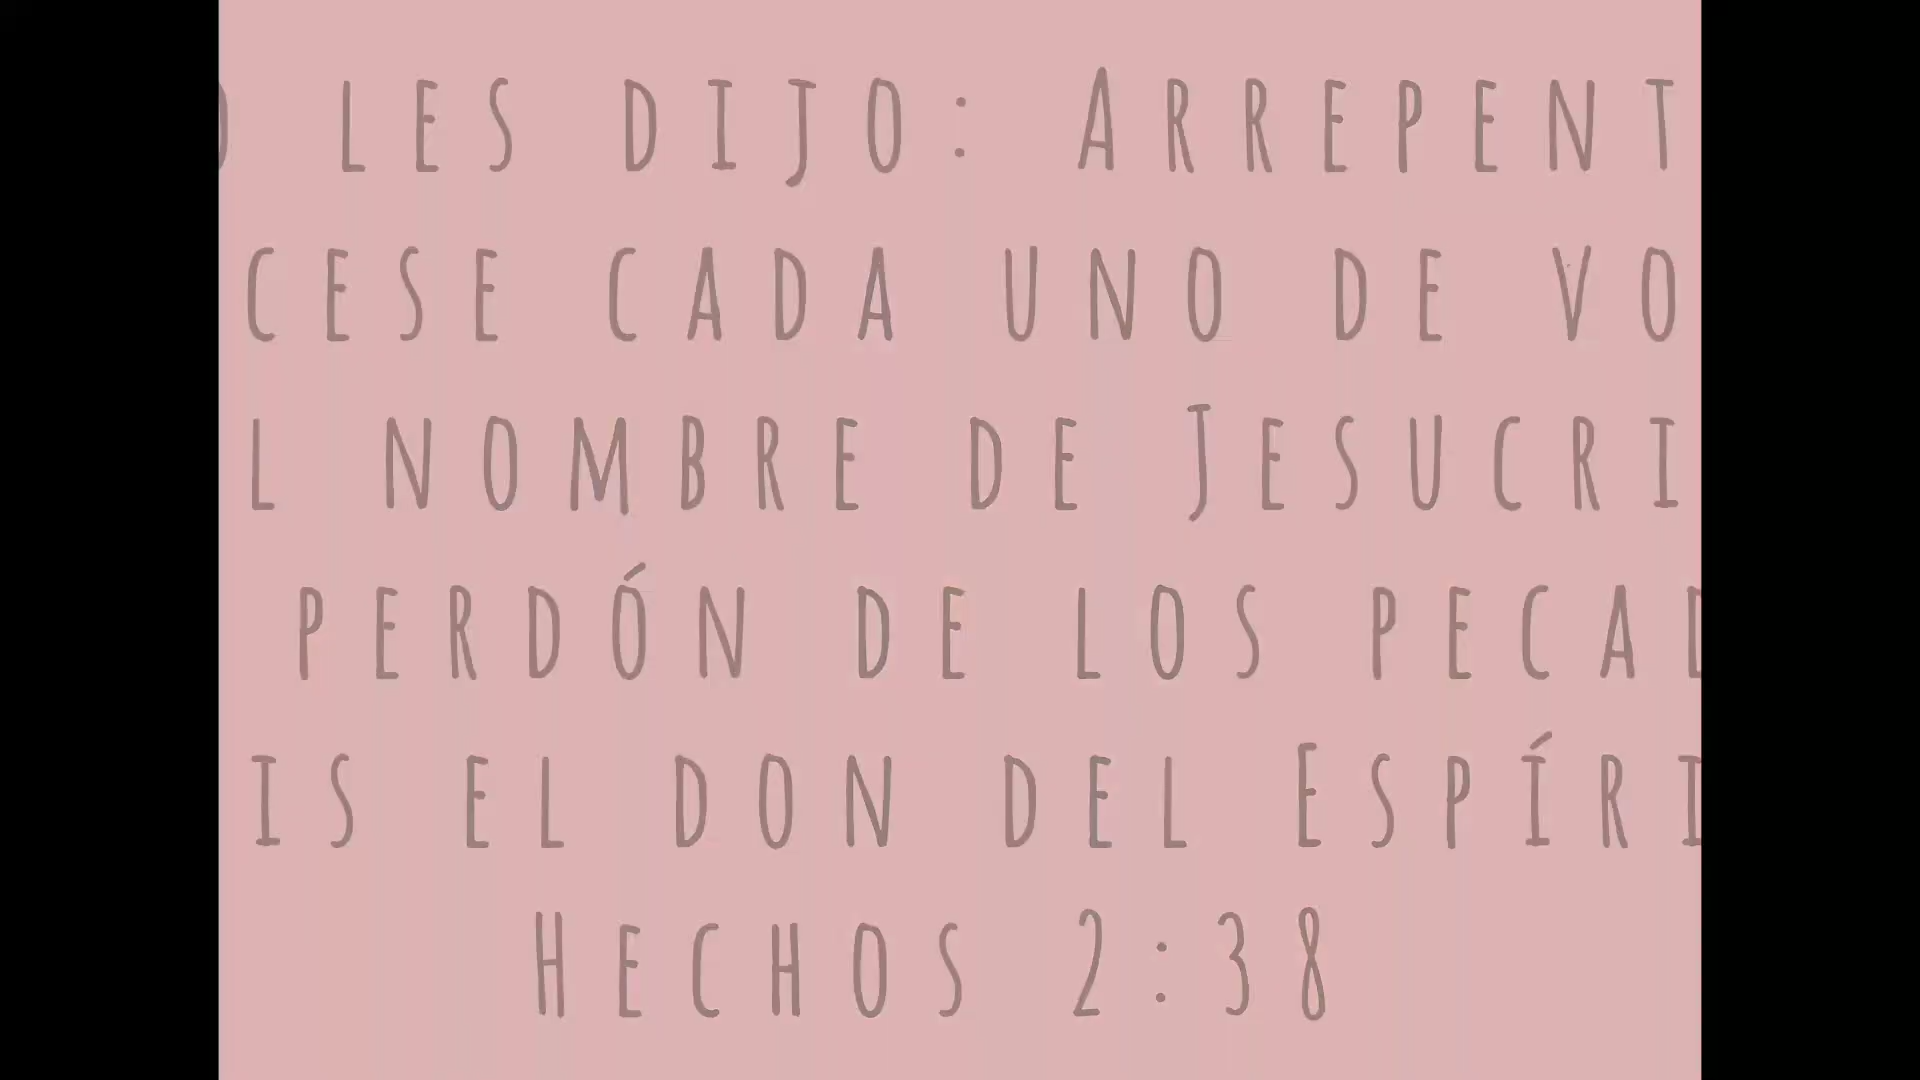 O LES DIJO: ARREPENT
CESE CADA UNO DE VO
L NOMBRE DE JESUCRI
PERDÓN DE LOS PECAD
IS EL DON DEL ESPÍRI
HECHOS 2:38